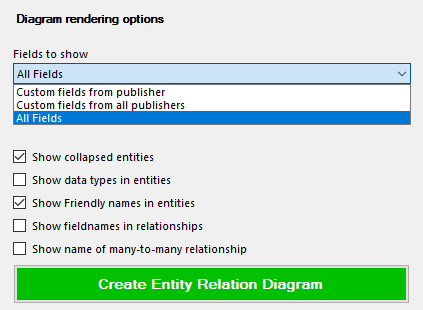 Diagram rendering options
Fields to show
All Fields
Custom fields from publisher
Custom fields from all publishers
All Fields
Show collapsed entities
Show data types in entities
Show Friendly names in entities
Show fieldnames in relationships
Show name of many-to-many relationship
Create Entity Relation Diagram